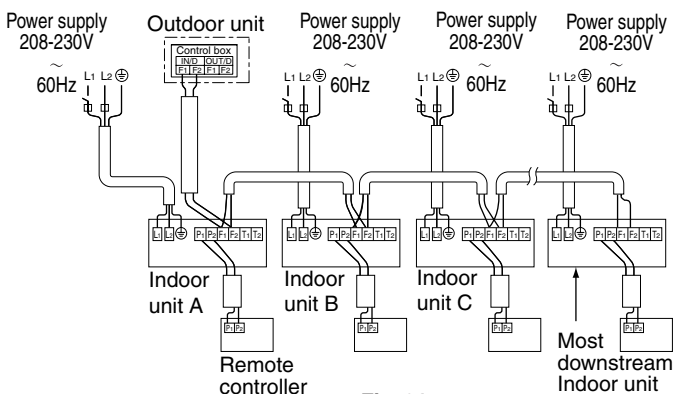 Power supply
208-230V
~
60Hz
L1 L2
Outdoor unit
Control box
IN/D OUT/D
F1 F2 F1 F2
Power supply
208-230V
~
60Hz
L1 L2
Power supply
208-230V
~
60Hz
L1 L2
Power supply
208-230V
~
60Hz
L1 L2
L1 L2
P1 P2 F1 F2 T1 T2
L1 L2
P1 P2 F1 F2 T1 T2
L1 L2
P1 P2 F1 F2 T1 T2
L1 L2
P1 P2 F1 F2 T1 T2
Indoor
unit A
Indoor
unit B
Indoor
unit C
P1 P2
P1 P2
P1 P2
P1 P2
Remote
controller
Most
downstream
Indoor unit